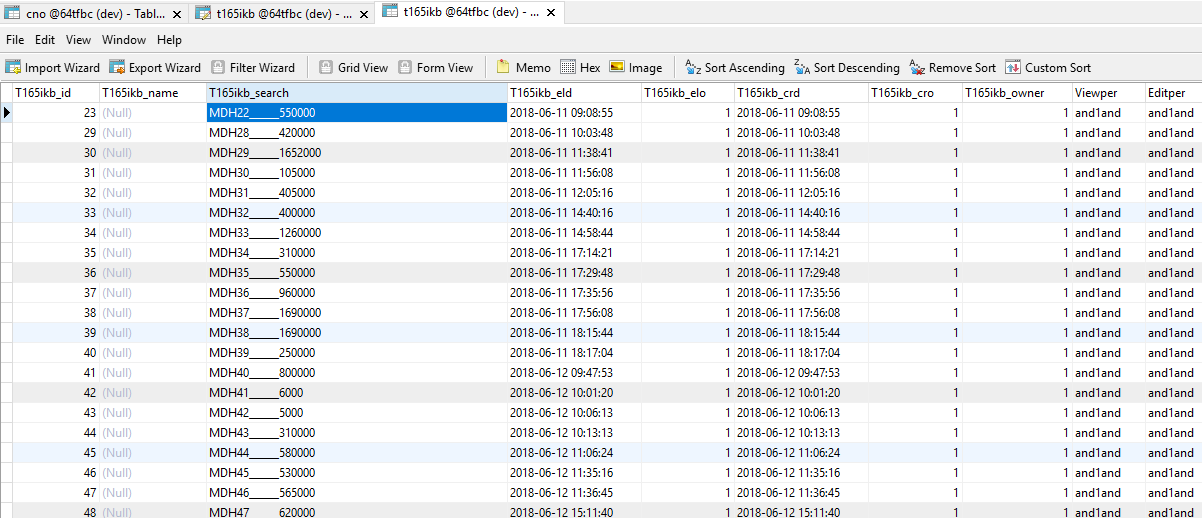 cno @64tfbc (dev) - Tabl... t165ikb @64tfbc (dev) - ... t165ikb @64tfbc (dev) - ...
File Edit View Window Help
Import Wizard Export Wizard Filter Wizard Grid View Form View Memo Hex Image Sort Ascending Sort Descending Remove Sort Custom Sort
T165ikb_id T165ikb_name T165ikb_search T165ikb_eld T165ikb_elo T165ikb_crd T165ikb_cro T165ikb_owner Viewper Editper
23 (Null) MDH22_____550000 2018-06-11 09:08:55 1 2018-06-11 09:08:55 1 1 and1and and1and
29 (Null) MDH28_____420000 2018-06-11 10:03:48 1 2018-06-11 10:03:48 1 1 and1and and1and
30 (Null) MDH29_____1652000 2018-06-11 11:38:41 1 2018-06-11 11:38:41 1 1 and1and and1and
31 (Null) MDH30_____105000 2018-06-11 11:56:08 1 2018-06-11 11:56:08 1 1 and1and and1and
32 (Null) MDH31_____405000 2018-06-11 12:05:16 1 2018-06-11 12:05:16 1 1 and1and and1and
33 (Null) MDH32_____400000 2018-06-11 14:40:16 1 2018-06-11 14:40:16 1 1 and1and and1and
34 (Null) MDH33_____1260000 2018-06-11 14:58:44 1 2018-06-11 14:58:44 1 1 and1and and1and
35 (Null) MDH34_____310000 2018-06-11 17:14:21 1 2018-06-11 17:14:21 1 1 and1and and1and
36 (Null) MDH35_____550000 2018-06-11 17:29:48 1 2018-06-11 17:29:48 1 1 and1and and1and
37 (Null) MDH36_____960000 2018-06-11 17:35:56 1 2018-06-11 17:35:56 1 1 and1and and1and
38 (Null) MDH37_____1690000 2018-06-11 17:56:08 1 2018-06-11 17:56:08 1 1 and1and and1and
39 (Null) MDH38_____1690000 2018-06-11 18:15:44 1 2018-06-11 18:15:44 1 1 and1and and1and
40 (Null) MDH39_____250000 2018-06-11 18:17:04 1 2018-06-11 18:17:04 1 1 and1and and1and
41 (Null) MDH40_____800000 2018-06-12 09:47:53 1 2018-06-12 09:47:53 1 1 and1and and1and
42 (Null) MDH41_____6000 2018-06-12 10:01:20 1 2018-06-12 10:01:20 1 1 and1and and1and
43 (Null) MDH42_____5000 2018-06-12 10:06:13 1 2018-06-12 10:06:13 1 1 and1and and1and
44 (Null) MDH43_____310000 2018-06-12 10:13:13 1 2018-06-12 10:13:13 1 1 and1and and1and
45 (Null) MDH44_____580000 2018-06-12 11:06:24 1 2018-06-12 11:06:24 1 1 and1and and1and
46 (Null) MDH45_____530000 2018-06-12 11:35:16 1 2018-06-12 11:35:16 1 1 and1and and1and
47 (Null) MDH46_____565000 2018-06-12 11:36:45 1 2018-06-12 11:36:45 1 1 and1and and1and
48 (Null) MDH47_____620000 2018-06-12 15:11:40 1 2018-06-12 15:11:40 1 1 and1and and1and